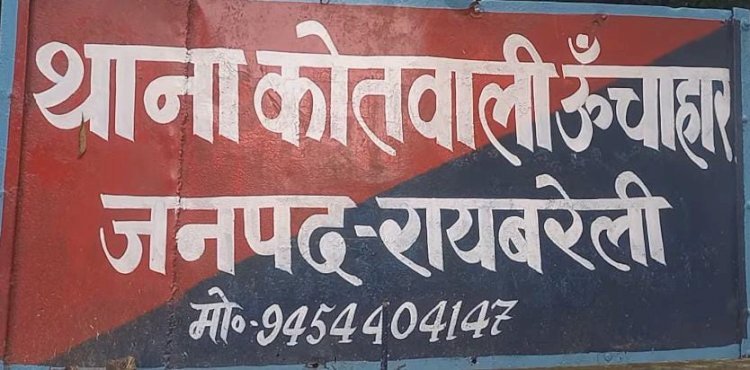 थाना कोतवाली ऊँचाहार
जनपद-रायबरेली
मो०-9454404147